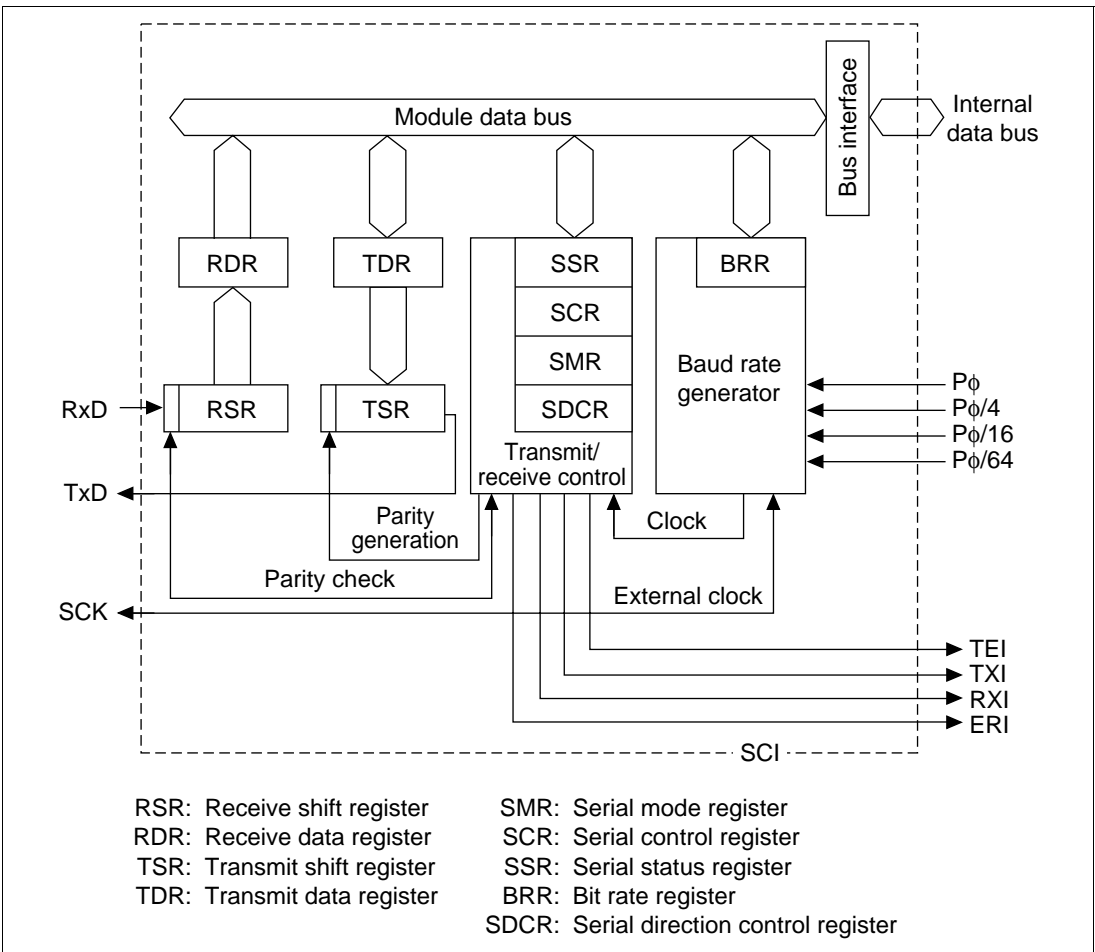 Module data bus
Bus interface
Internal
data bus
RDR
TDR
SSR
BRR
SCR
SMR
Baud rate
generator
RxD
RSR
TSR
SDCR
Pϕ
Pϕ/4
Pϕ/16
Pϕ/64
Transmit/
receive control
TxD
Parity
generation
Clock
Parity check
SCK
External clock
TEI
TXI
RXI
ERI
SCI
RSR: Receive shift register
RDR: Receive data register
TSR: Transmit shift register
TDR: Transmit data register
SMR: Serial mode register
SCR: Serial control register
SSR: Serial status register
BRR: Bit rate register
SDCR: Serial direction control register